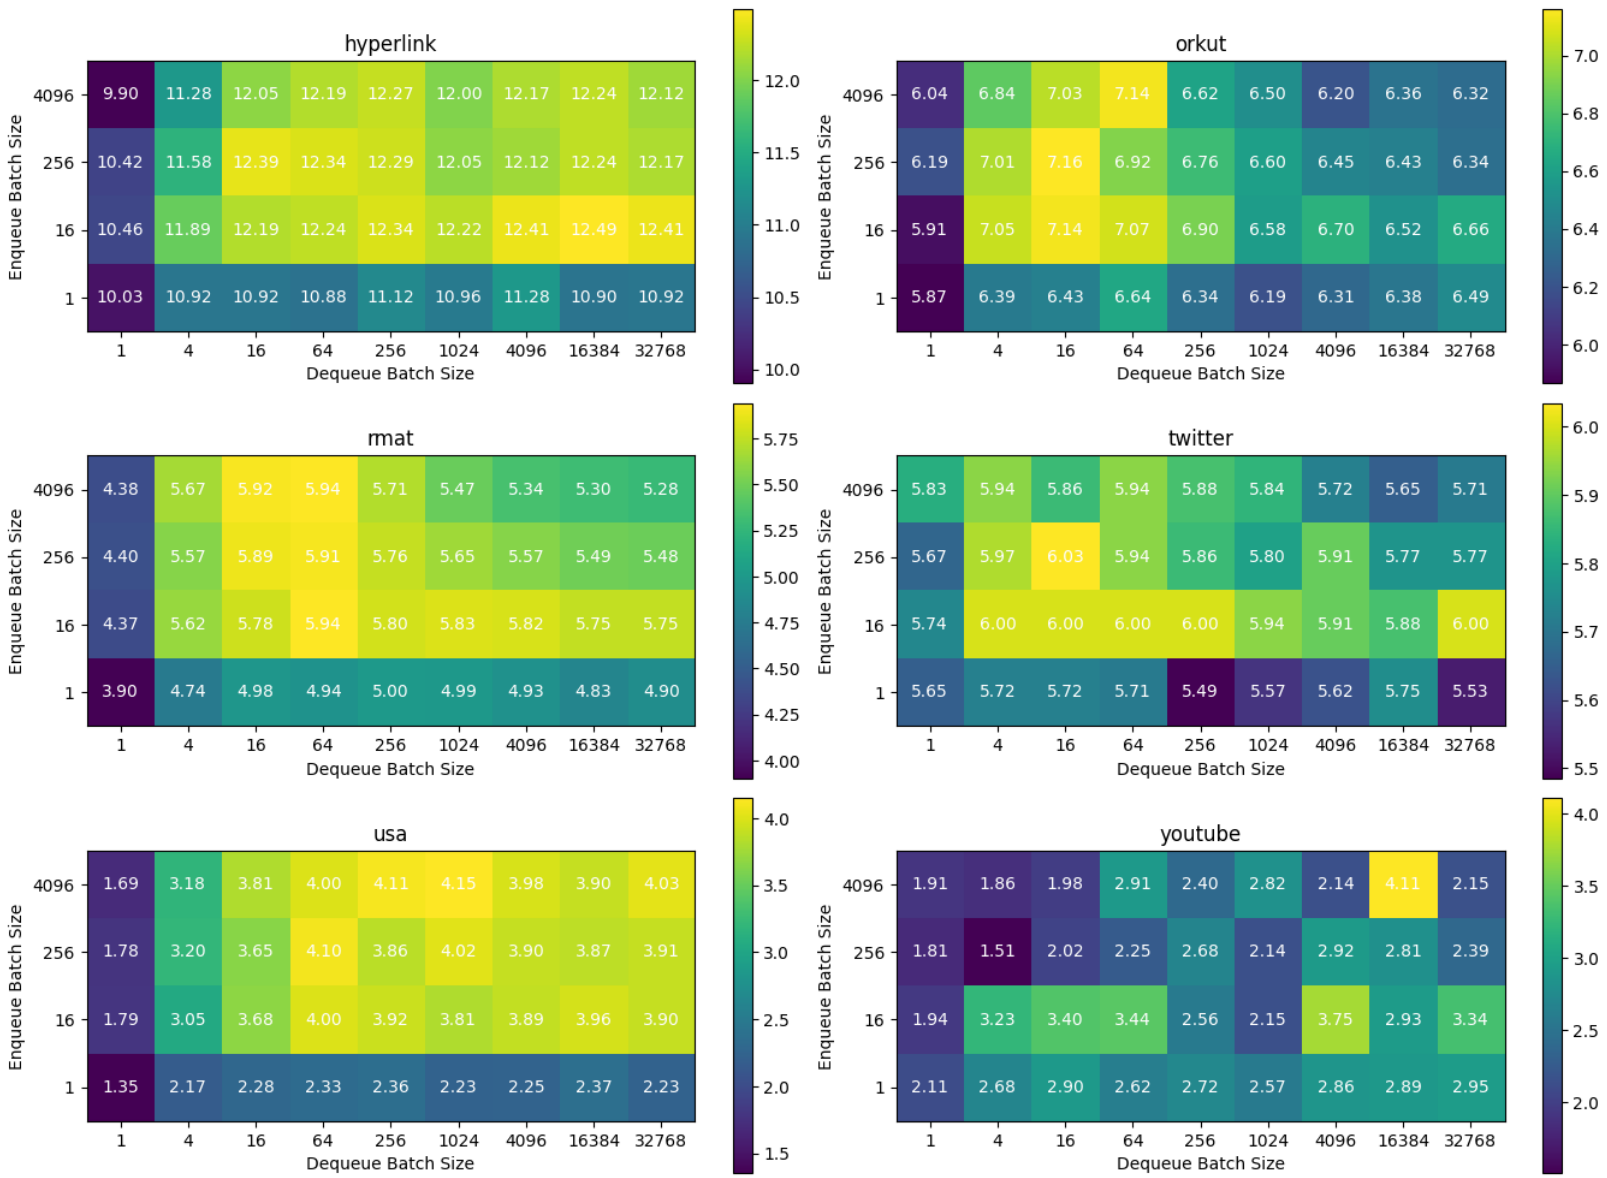 hyperlink
Enqueue Batch Size
4096 9.90 11.28 12.05 12.19 12.27 12.00 12.17 12.24 12.12
256 10.42 11.58 12.39 12.34 12.29 12.05 12.12 12.24 12.17
16 10.46 11.89 12.19 12.24 12.34 12.22 12.41 12.49 12.41
1 10.03 10.92 10.92 10.88 11.12 10.96 11.28 10.90 10.92
1 4 16 64 256 1024 4096 16384 32768
Dequeue Batch Size
12.0
11.5
11.0
10.5
10.0
orkut
Enqueue Batch Size
4096 6.04 6.84 7.03 7.14 6.62 6.50 6.20 6.36 6.32
256 6.19 7.01 7.16 6.92 6.76 6.60 6.45 6.43 6.34
16 5.91 7.05 7.14 7.07 6.90 6.58 6.70 6.52 6.66
1 5.87 6.39 6.43 6.64 6.34 6.19 6.31 6.38 6.49
1 4 16 64 256 1024 4096 16384 32768
Dequeue Batch Size
7.0
6.8
6.6
6.4
6.2
6.0
rmat
Enqueue Batch Size
4096 4.38 5.67 5.92 5.94 5.71 5.47 5.34 5.30 5.28
256 4.40 5.57 5.89 5.91 5.76 5.65 5.57 5.49 5.48
16 4.37 5.62 5.78 5.94 5.80 5.83 5.82 5.75 5.75
1 3.90 4.74 4.98 4.94 5.00 4.99 4.93 4.83 4.90
1 4 16 64 256 1024 4096 16384 32768
Dequeue Batch Size
5.75
5.50
5.25
5.00
4.75
4.50
4.25
4.00
twitter
Enqueue Batch Size
4096 5.83 5.94 5.86 5.94 5.88 5.84 5.72 5.65 5.71
256 5.67 5.97 6.03 5.94 5.86 5.80 5.91 5.77 5.77
16 5.74 6.00 6.00 6.00 6.00 5.94 5.91 5.88 6.00
1 5.65 5.72 5.72 5.71 5.49 5.57 5.62 5.75 5.53
1 4 16 64 256 1024 4096 16384 32768
Dequeue Batch Size
6.0
5.9
5.8
5.7
5.6
5.5
usa
Enqueue Batch Size
4096 1.69 3.18 3.81 4.00 4.11 4.15 3.98 3.90 4.03
256 1.78 3.20 3.65 4.10 3.86 4.02 3.90 3.87 3.91
16 1.79 3.05 3.68 4.00 3.92 3.81 3.89 3.96 3.90
1 1.35 2.17 2.28 2.33 2.36 2.23 2.25 2.37 2.23
1 4 16 64 256 1024 4096 16384 32768
Dequeue Batch Size
4.0
3.5
3.0
2.5
2.0
1.5
youtube
Enqueue Batch Size
4096 1.91 1.86 1.98 2.91 2.40 2.82 2.14 4.11 2.15
256 1.81 1.51 2.02 2.25 2.68 2.14 2.92 2.81 2.39
16 1.94 3.23 3.40 3.44 2.56 2.15 3.75 2.93 3.34
1 2.11 2.68 2.90 2.62 2.72 2.57 2.86 2.89 2.95
1 4 16 64 256 1024 4096 16384 32768
Dequeue Batch Size
4.0
3.5
3.0
2.5
2.0